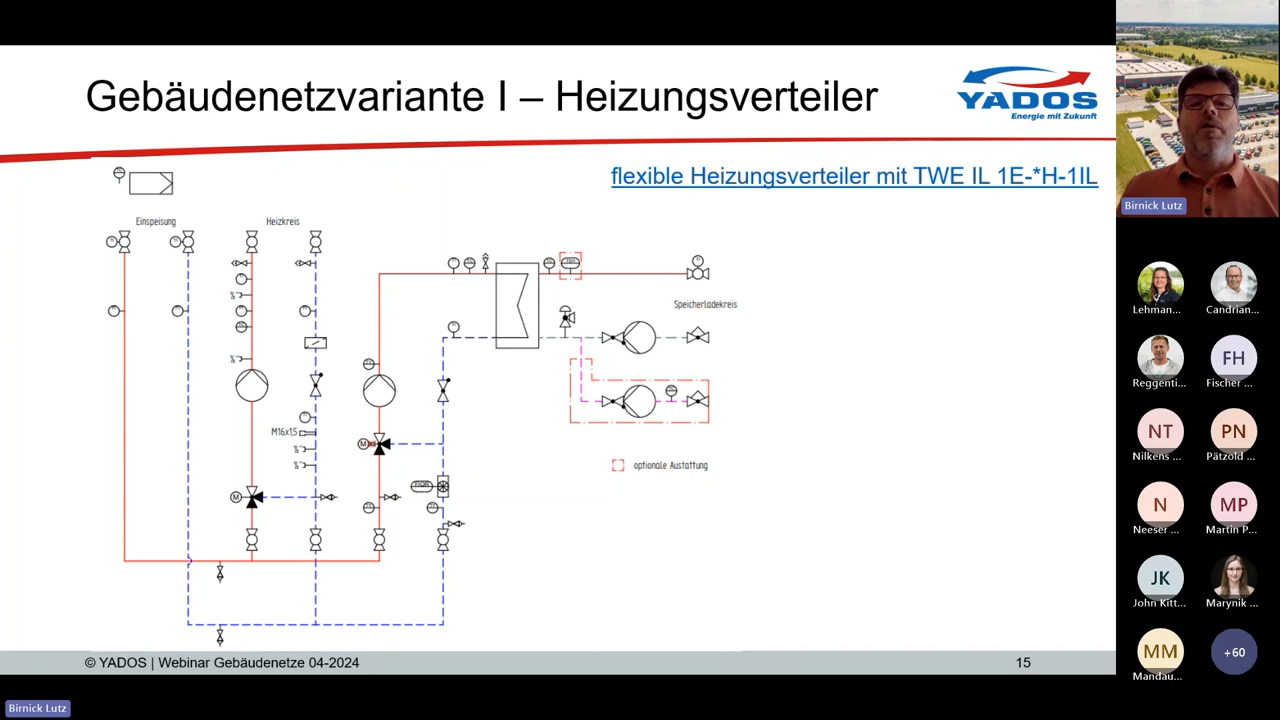 Gebäudenetzvariante I – Heizungsverteiler
YADOS
Energie mit Zukunft
flexible Heizungsverteiler mit TWE IL 1E-*H-1IL
Einspeisung
Heizkreis
Speicherladekreis
M16x1,5
M
M
optionale Austattung
© YADOS | Webinar Gebäudenetze 04-2024
15
Birnick Lutz
Lehman...
Candrian...
Reggenti...
FH
Fischer ...
NT
Nilkens ...
PN
Pätzold ...
N
Neeser ...
MP
Martin P...
JK
John Kitt...
Marynik ...
MM
Mandau...
+60
Birnick Lutz